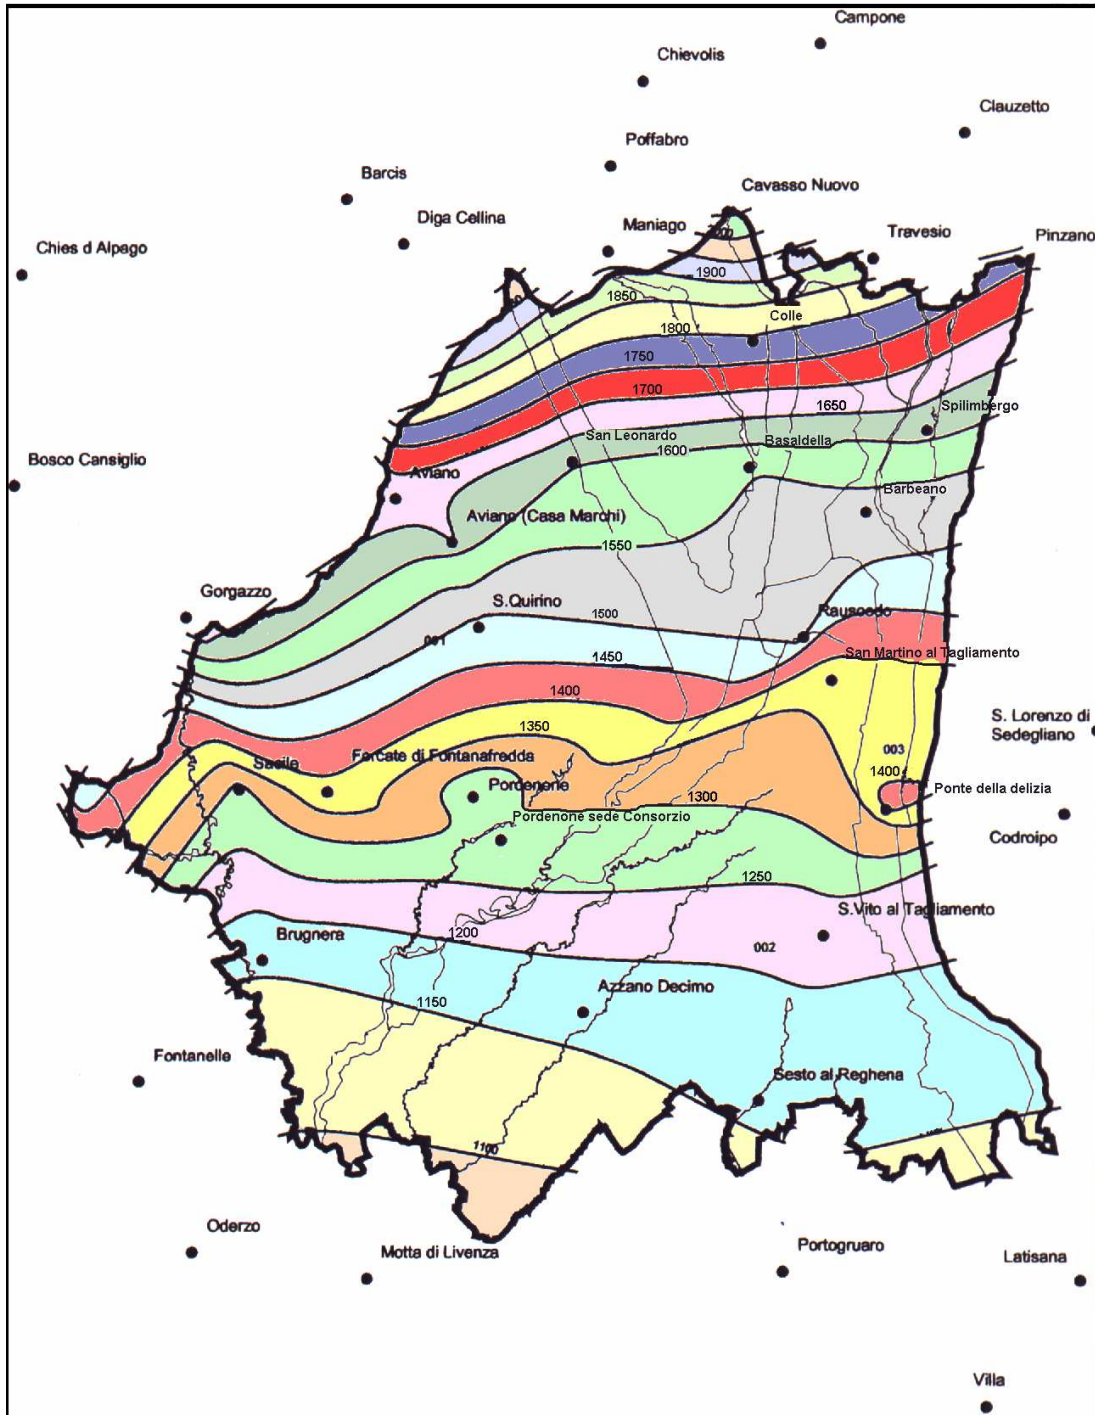 Campone
Chievolis
Clauzetto
Poffabro
Barcis
Cavasso Nuovo
Diga Cellina
Maniago
Travesio
Pinzano
Chies d Alpago
1900
1850
Colle
1800
1750
1700
1650
Spilimbergo
San Leonardo
Basaldella
1600
Bosco Cansiglio
Aviano
Barbeano
Aviano (Casa Marchi)
1550
Gorgazzo
S.Quirino
1500
Rauscedo
001
San Martino al Tagliamento
1450
1400
S. Lorenzo di
Sedegliano
1350
003
Forcate di Fontanafredda
Sacile
1400
Pordenone
Ponte della delizia
1300
Pordenone sede Consorzio
Codroipo
1250
S.Vito al Tagliamento
1200
Brugnera
002
Azzano Decimo
1150
Fontanelle
Sesto al Reghena
1100
Oderzo
Motta di Livenza
Portogruaro
Latisana
Villa